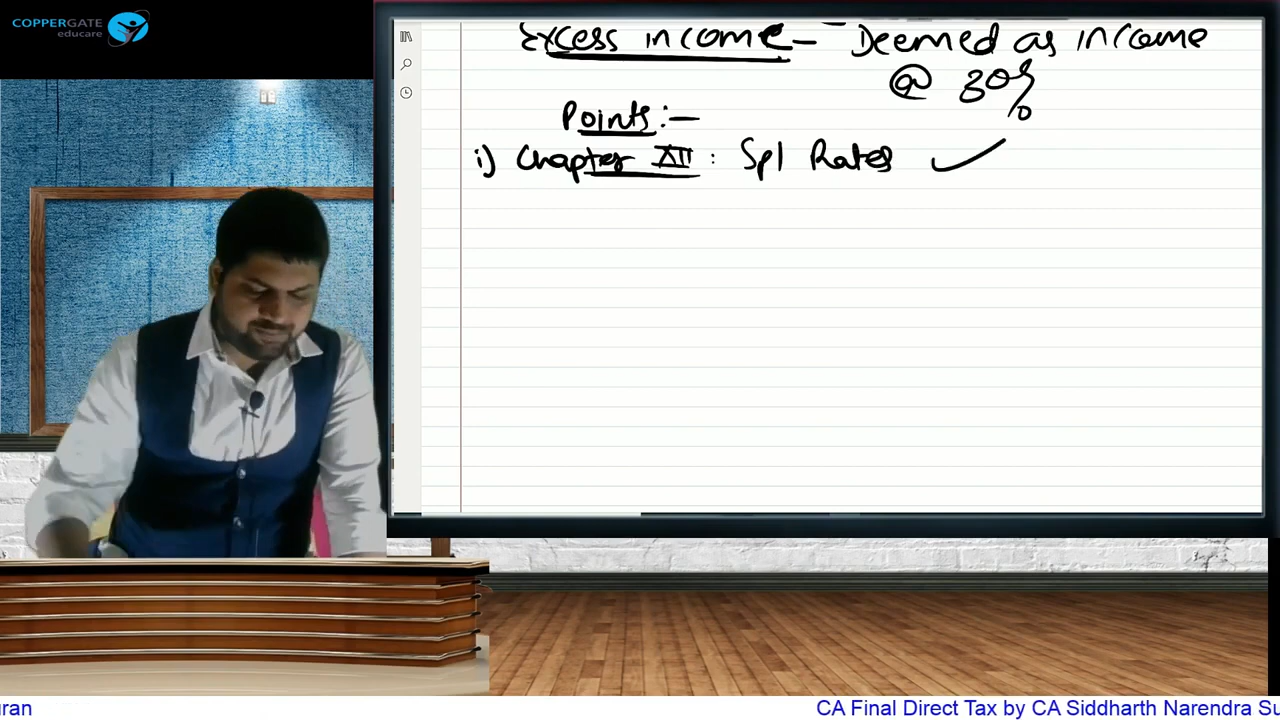 COPPERGATE
educare
Excess income - Deemed as income
@ 30%
Points :-
i) Chapter XII : Spl Rates ✓
uran
CA Final Direct Tax by CA Siddharth Narendra Su